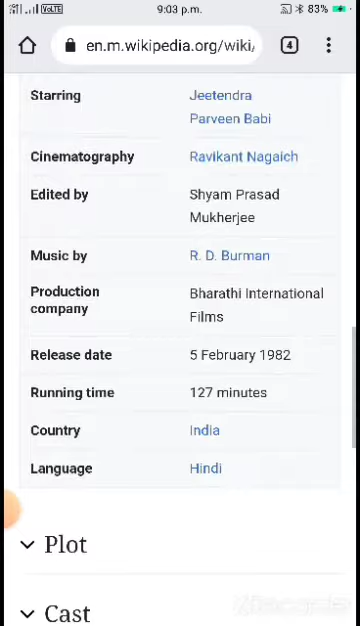 VoLTE 9:03 p.m. 83%
en.m.wikipedia.org/wiki/ 4
Starring Jeetendra
Parveen Babi
Cinematography Ravikant Nagaich
Edited by Shyam Prasad
Mukherjee
Music by R. D. Burman
Production company Bharathi International
Films
Release date 5 February 1982
Running time 127 minutes
Country India
Language Hindi
Plot
Cast